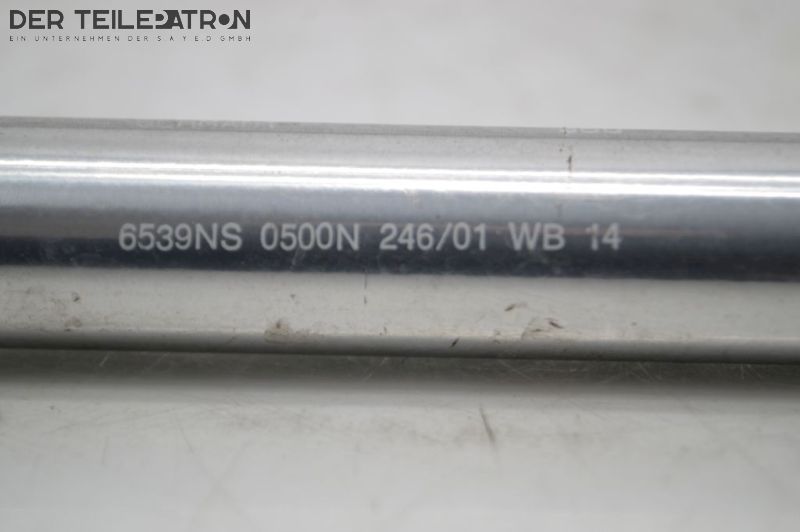 DER TEILEPATRON
EIN UNTERNEHMEN DER S.A.Y.E.D GMBH
6539NS 0500N 246/01 WB 14